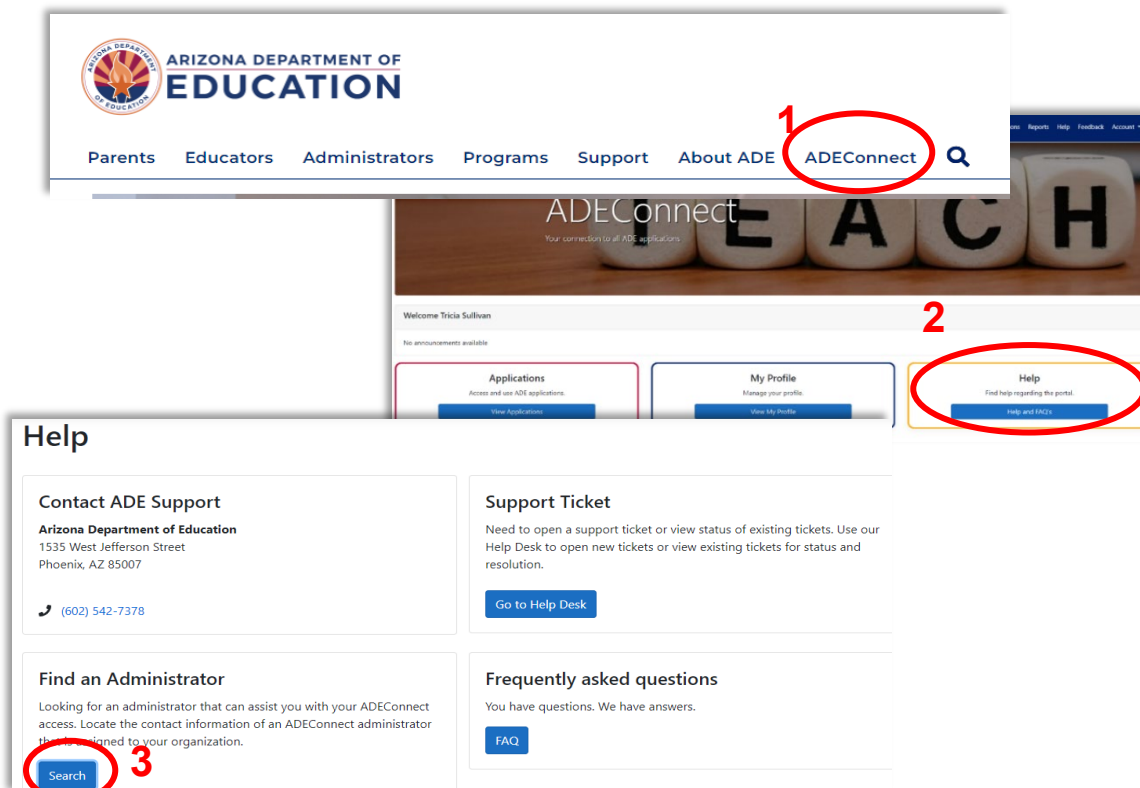 ARIZONA DEPARTMENT OF
EDUCATION
ARIZONA DEPARTMENT OF EDUCATION
1
Parents Educators Administrators Programs Support About ADE ADEConnect
Reports Help Feedback Account
TEACH
ADEConnect
Your connection to all ADE applications
Welcome Tricia Sullivan
2
No announcements available
Applications
Access and use ADE applications.
View Applications
My Profile
Manage your profile.
View My Profile
Help
Find help regarding the portal.
Help and FAQ's
Help
Contact ADE Support
Arizona Department of Education
1535 West Jefferson Street
Phoenix, AZ 85007
(602) 542-7378
Support Ticket
Need to open a support ticket or view status of existing tickets. Use our
Help Desk to open new tickets or view existing tickets for status and
resolution.
Go to Help Desk
Find an Administrator
Looking for an administrator that can assist you with your ADEConnect
access. Locate the contact information of an ADEConnect administrator
that is assigned to your organization.
3
Search
Frequently asked questions
You have questions. We have answers.
FAQ